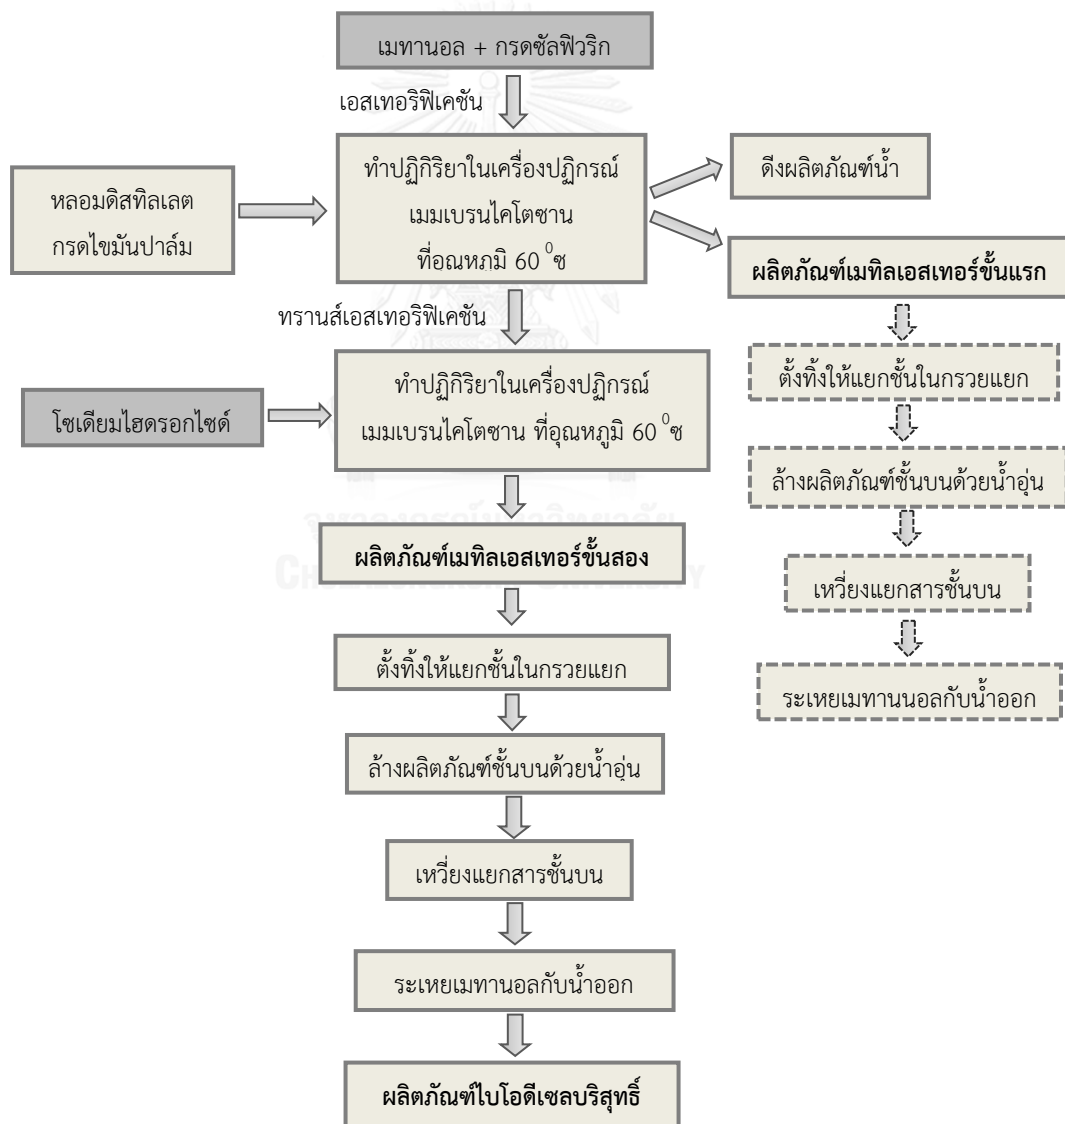 เมทานอล + กรดซัลฟิวริก
เอสเทอริฟิเคชัน
หลอมดิสทิลเลต
กรดไขมันปาล์ม
ทำปฏิกิริยาในเครื่องปฏิกรณ์
เมมเบรนไคโตซาน
ที่อุณหภูมิ 60 ⁰ซ
ดึงผลิตภัณฑ์น้ำ
ผลิตภัณฑ์เมทิลเอสเทอร์ขั้นแรก
ทรานส์เอสเทอริฟิเคชัน
โซเดียมไฮดรอกไซด์
ทำปฏิกิริยาในเครื่องปฏิกรณ์
เมมเบรนไคโตซาน ที่อุณหภูมิ 60 ⁰ซ
ตั้งทิ้งให้แยกชั้นในกรวยแยก
ล้างผลิตภัณฑ์ชั้นบนด้วยน้ำอุ่น
เหวี่ยงแยกสารชั้นบน
ระเหยเมทานนอลกับน้ำออก
จุฬาลงกรณ์มหาวิทยาลัย
CHULALONGKORN UNIVERSITY
ผลิตภัณฑ์เมทิลเอสเทอร์ขั้นสอง
ตั้งทิ้งให้แยกชั้นในกรวยแยก
ล้างผลิตภัณฑ์ชั้นบนด้วยน้ำอุ่น
เหวี่ยงแยกสารชั้นบน
ระเหยเมทานอลกับน้ำออก
ผลิตภัณฑ์ไบโอดีเซลบริสุทธิ์